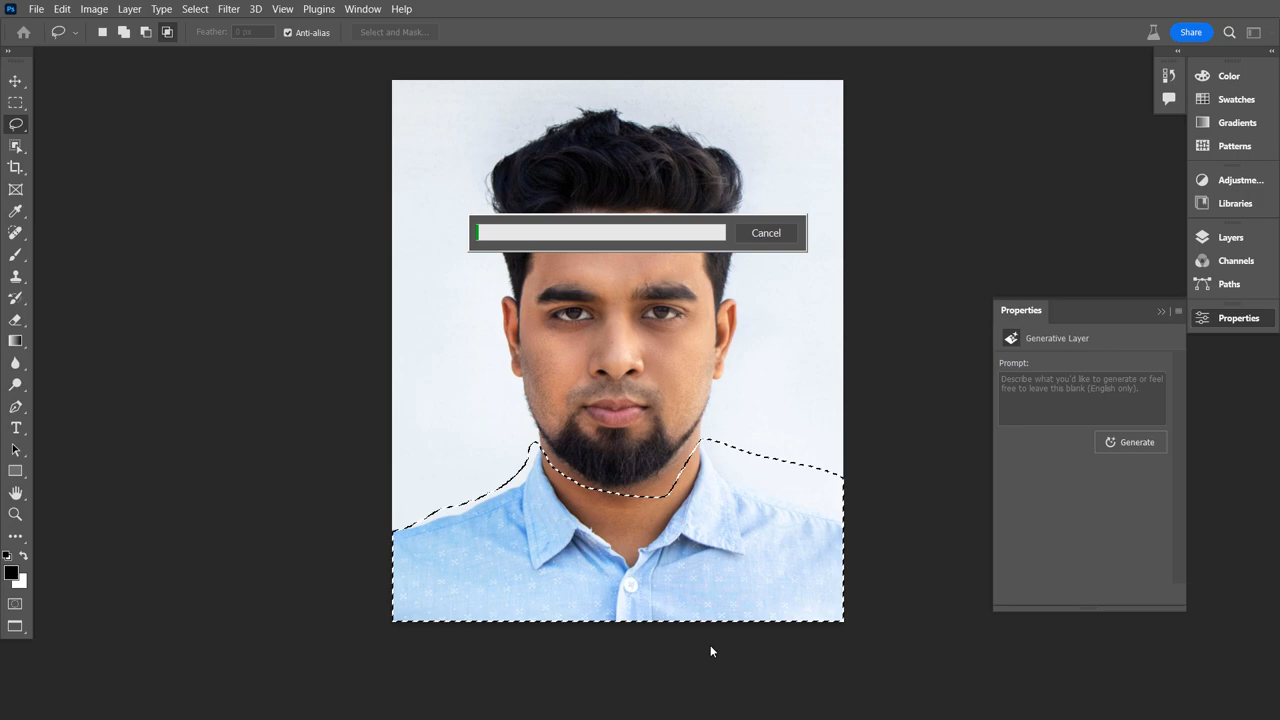 Ps File Edit Image Layer Type Select Filter 3D View Plugins Window Help
Feather: 0 px Anti-alias Select and Mask... Share
Color
Swatches
Gradients
Patterns
Adjustme...
Libraries
Cancel
Layers
Channels
Paths
Properties
Properties
Generative Layer
Prompt:
Describe what you'd like to generate or feel
free to leave this blank (English only).
Generate